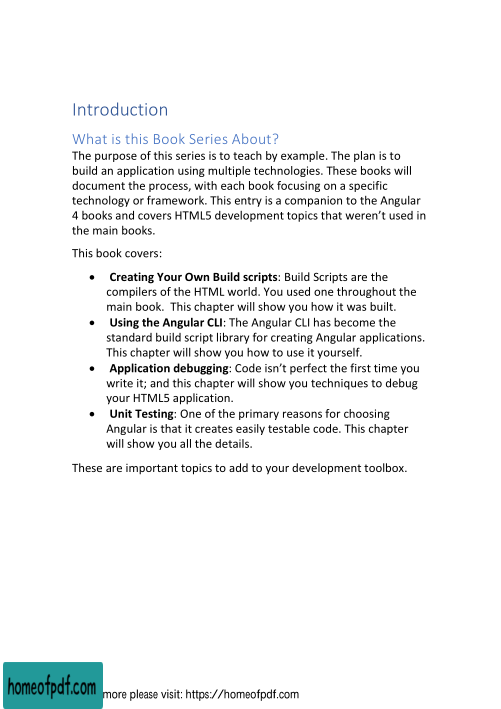 Introduction
What is this Book Series About?
The purpose of this series is to teach by example. The plan is to
build an application using multiple technologies. These books will
document the process, with each book focusing on a specific
technology or framework. This entry is a companion to the Angular
4 books and covers HTML5 development topics that weren't used in
the main books.
This book covers:
• Creating Your Own Build scripts: Build Scripts are the
compilers of the HTML world. You used one throughout the
main book. This chapter will show you how it was built.
• Using the Angular CLI: The Angular CLI has become the
standard build script library for creating Angular applications.
This chapter will show you how to use it yourself.
• Application debugging: Code isn't perfect the first time you
write it; and this chapter will show you techniques to debug
your HTML5 application.
• Unit Testing: One of the primary reasons for choosing
Angular is that it creates easily testable code. This chapter
will show you all the details.
These are important topics to add to your development toolbox.
homeofpdf.com
more please visit: https://homeofpdf.com